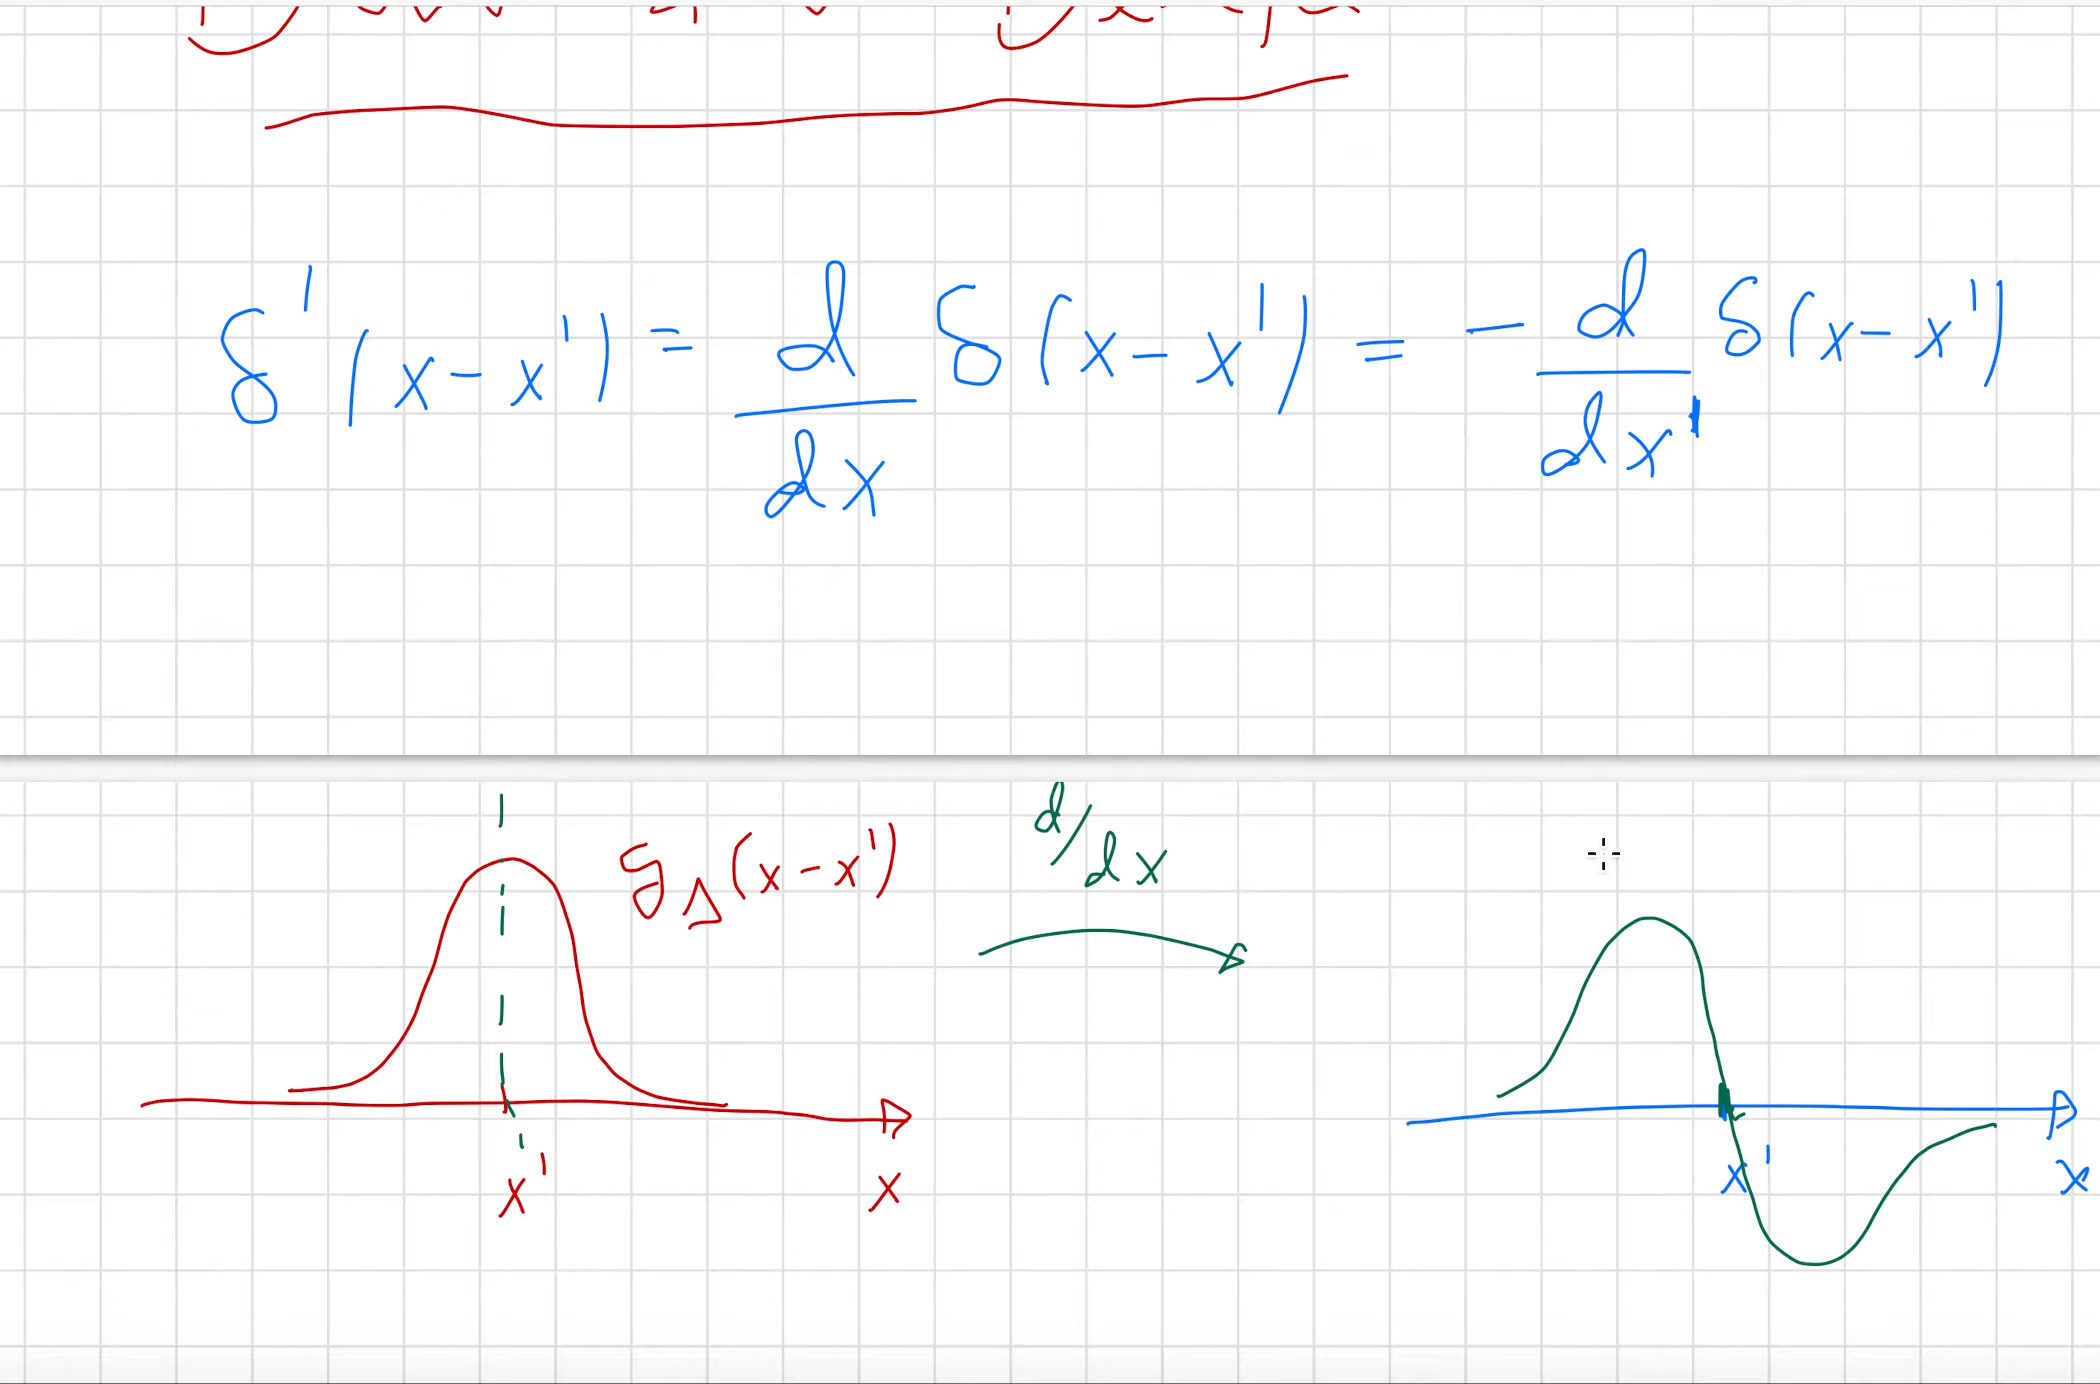 δ'(x-x') = d/dx δ(x-x') = - d/dx' δ(x-x')
δ_Δ(x-x')
d/dx
x'
x
x'
x